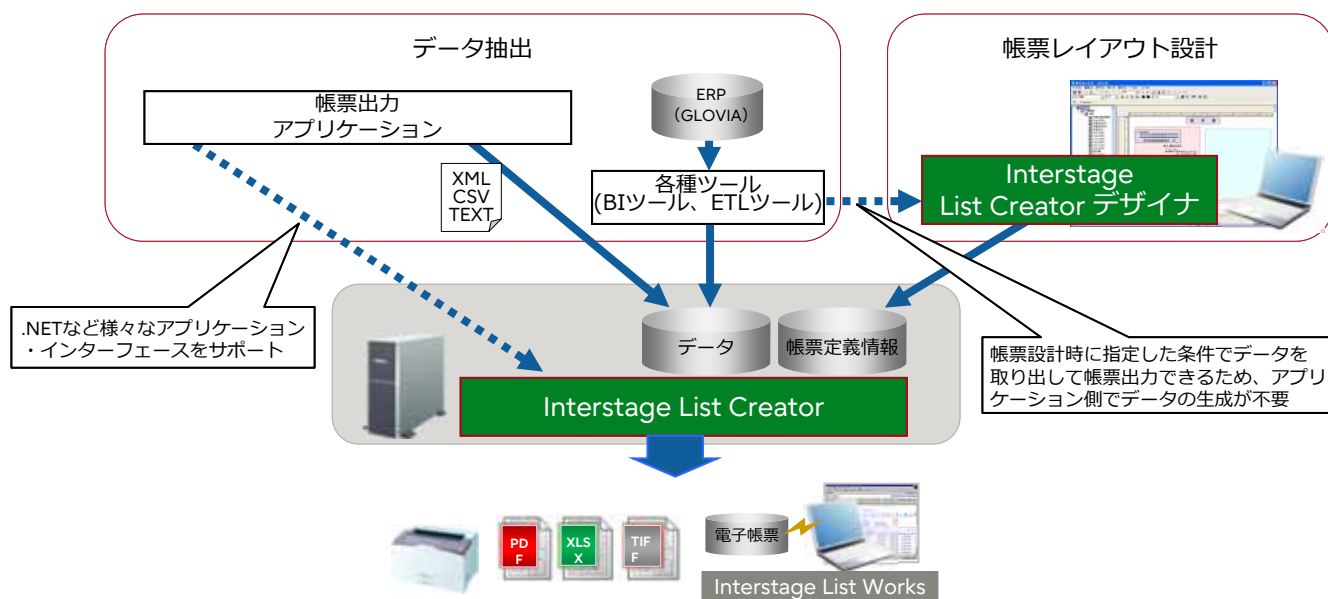 データ抽出
帳票レイアウト設計
帳票出力
アプリケーション
ERP
(GLOVIA)
XML
CSV
TEXT
各種ツール
(BIツール、ETLツール)
Interstage
List Creator デザイナ
.NETなど様々なアプリケーション
・インターフェースをサポート
データ
帳票定義情報
帳票設計時に指定した条件でデータを
取り出して帳票出力できるため、アプリ
ケーション側でデータの生成が不要
Interstage List Creator
PD
F
XLS
X
TIF
F
電子帳票
Interstage List Works